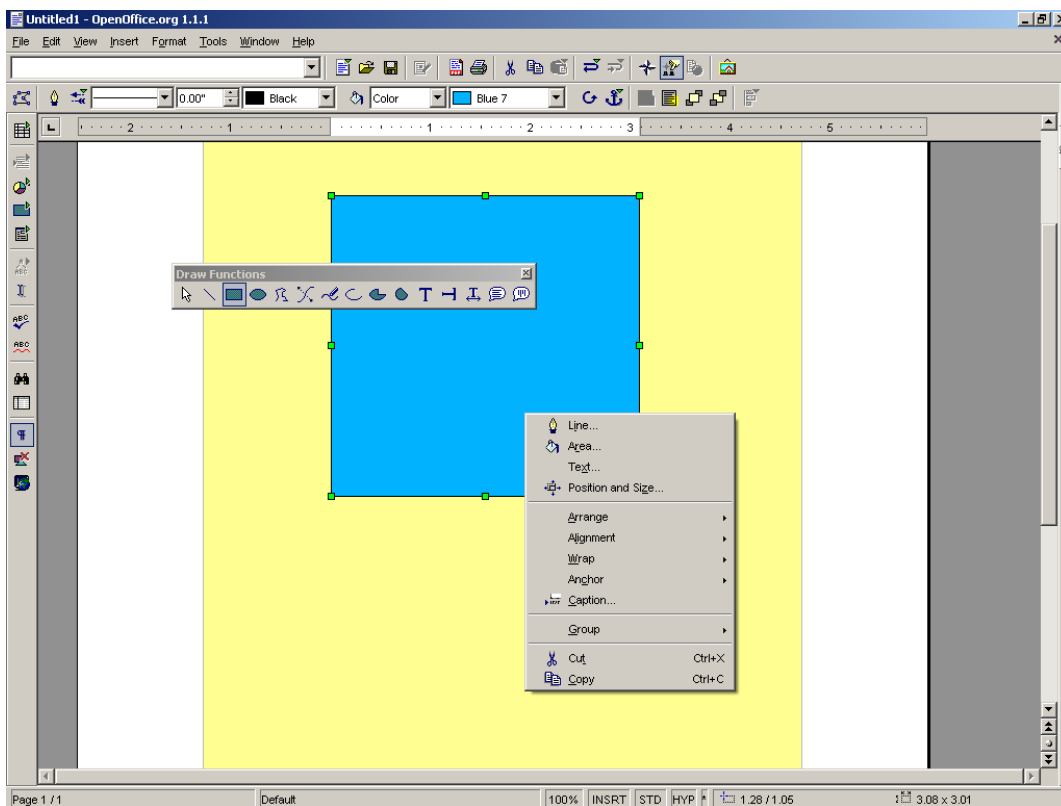 Untitled1 - OpenOffice.org 1.1.1
File Edit View Insert Format Tools Window Help
0.00" Black Color Blue 7
2 1 1 2 3 4 5
Draw Functions
T T
Line...
Area...
Text...
Position and Size...
Arrange
Alignment
Wrap
Anchor
Caption...
Group
Cut Ctrl+X
Copy Ctrl+C
ABC
ABC
Page 1 / 1 Default 100% INSRT STD HYP * 1.28 / 1.05 3.08 x 3.01